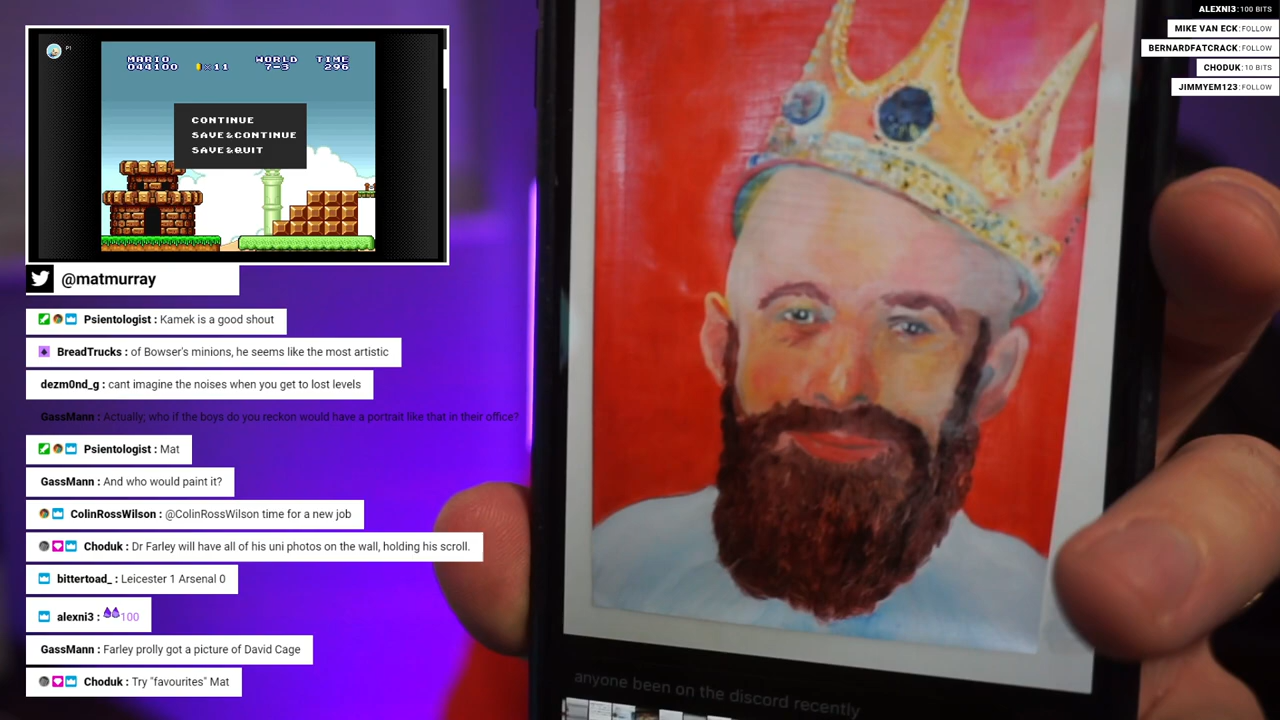 P1
MARIO WORLD TIME
044100 ×11 7-3 296
CONTINUE
SAVE&CONTINUE
SAVE&QUIT
@matmurray
Psientologist : Kamek is a good shout
BreadTrucks : of Bowser's minions, he seems like the most artistic
dezm0nd_g : cant imagine the noises when you get to lost levels
GassMann : Actually; who if the boys do you reckon would have a portrait like that in their office?
Psientologist : Mat
GassMann : And who would paint it?
ColinRossWilson : @ColinRossWilson time for a new job
Choduk : Dr Farley will have all of his uni photos on the wall, holding his scroll.
bittertoad_ : Leicester 1 Arsenal 0
alexni3 : 100
GassMann : Farley prolly got a picture of David Cage
Choduk : Try "favourites" Mat
ALEXNI3: 100 BITS
MIKE VAN ECK: FOLLOW
BERNARDFATCRACK: FOLLOW
CHODUK: 10 BITS
JIMMYEM123: FOLLOW
anyone been on the discord recently